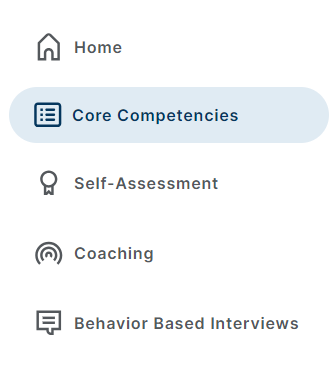 Home
Core Competencies
Self-Assessment
Coaching
Behavior Based Interviews